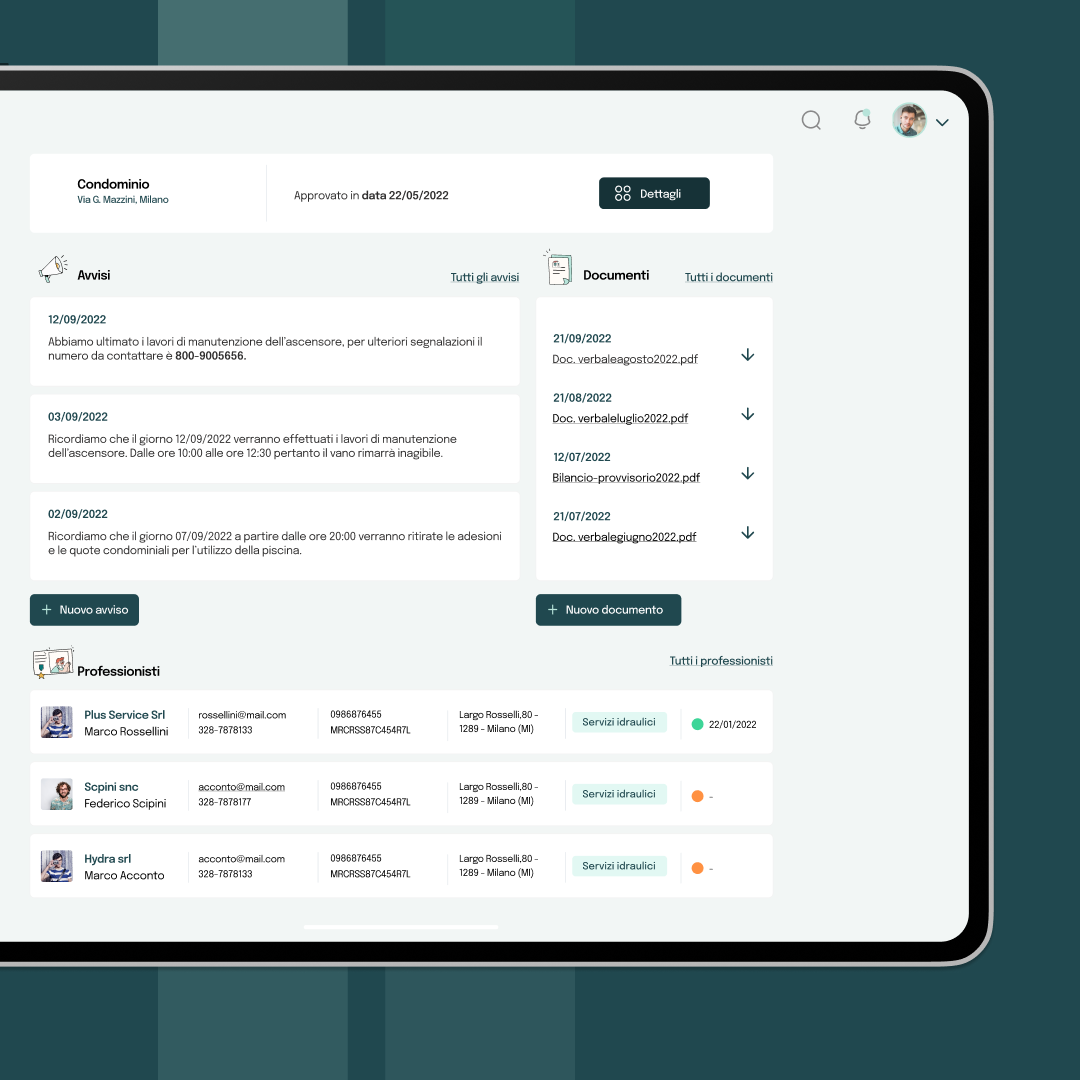 Condominio
Via G. Mazzini, Milano
Approvato in data 22/05/2022
Dettagli
Avvisi
Tutti gli avvisi
12/09/2022
Abbiamo ultimato i lavori di manutenzione dell'ascensore, per ulteriori segnalazioni il
numero da contattare è 800-9005656.
03/09/2022
Ricordiamo che il giorno 12/09/2022 verranno effettuati i lavori di manutenzione
dell'ascensore. Dalle ore 10:00 alle ore 12:30 pertanto il vano rimarrà inagibile.
02/09/2022
Ricordiamo che il giorno 07/09/2022 a partire dalle ore 20:00 verranno ritirate le adesioni
e le quote condominiali per l'utilizzo della piscina.
+ Nuovo avviso
Documenti
Tutti i documenti
21/09/2022
Doc. verbaleagosto2022.pdf
21/08/2022
Doc. verbaleluglio2022.pdf
12/07/2022
Bilancio-provvisorio2022.pdf
21/07/2022
Doc. verbalegiugno2022.pdf
+ Nuovo documento
Professionisti
Tutti i professionisti
Plus Service Srl
Marco Rossellini
rossellini@mail.com
328-7878133
0986876455
MRCRSS87C454R7L
Largo Rosselli,80 -
1289 - Milano (MI)
Servizi idraulici
22/01/2022
Scpini snc
Federico Scipini
acconto@mail.com
328-7878177
0986876455
MRCRSS87C454R7L
Largo Rosselli,80 -
1289 - Milano (MI)
Servizi idraulici
-
Hydra srl
Marco Acconto
acconto@mail.com
328-7878133
0986876455
MRCRSS87C454R7L
Largo Rosselli,80 -
1289 - Milano (MI)
Servizi idraulici
-